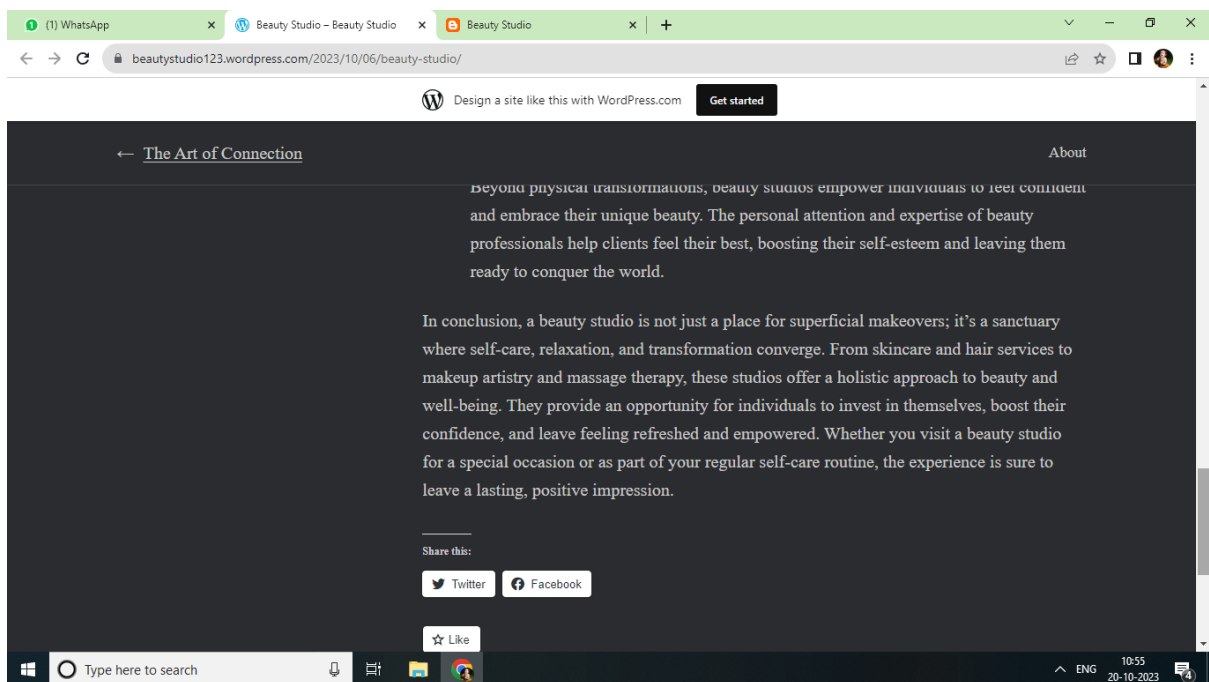 (1) WhatsApp
Beauty Studio – Beauty Studio
Beauty Studio
beautystudio123.wordpress.com/2023/10/06/beauty-studio/
Design a site like this with WordPress.com Get started
← The Art of Connection About
Beyond physical transformations, beauty studios empower individuals to feel confident
and embrace their unique beauty. The personal attention and expertise of beauty
professionals help clients feel their best, boosting their self-esteem and leaving them
ready to conquer the world.
In conclusion, a beauty studio is not just a place for superficial makeovers; it’s a sanctuary
where self-care, relaxation, and transformation converge. From skincare and hair services to
makeup artistry and massage therapy, these studios offer a holistic approach to beauty and
well-being. They provide an opportunity for individuals to invest in themselves, boost their
confidence, and leave feeling refreshed and empowered. Whether you visit a beauty studio
for a special occasion or as part of your regular self-care routine, the experience is sure to
leave a lasting, positive impression.
Share this:
Twitter Facebook
Like
Type here to search
ENG
10:55
20-10-2023
4